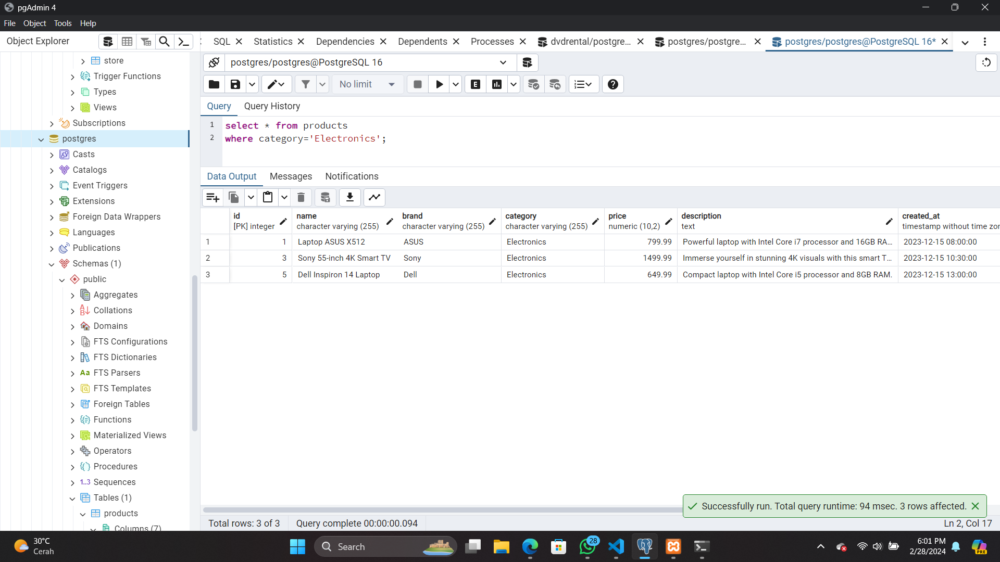 pgAdmin 4
File Object Tools Help
Object Explorer
SQL Statistics Dependencies Dependents Processes dvdrental/postgre... postgres/postgre... postgres/postgres@PostgreSQL 16*
postgres/postgres@PostgreSQL 16
No limit
E
Query Query History
1 select * from products
2 where category='Electronics';
Data Output Messages Notifications
id name brand category price description created_at
[PK] integer character varying (255) character varying (255) character varying (255) numeric (10,2) text timestamp without time zon
1 1 Laptop ASUS X512 ASUS Electronics 799.99 Powerful laptop with Intel Core i7 processor and 16GB RA... 2023-12-15 08:00:00
2 3 Sony 55-inch 4K Smart TV Sony Electronics 1499.99 Immerse yourself in stunning 4K visuals with this smart T... 2023-12-15 10:30:00
3 5 Dell Inspiron 14 Laptop Dell Electronics 649.99 Compact laptop with Intel Core i5 processor and 8GB RAM. 2023-12-15 13:00:00
store
Trigger Functions
Types
Views
Subscriptions
postgres
Casts
Catalogs
Event Triggers
Extensions
Foreign Data Wrappers
Languages
Publications
Schemas (1)
public
Aggregates
Collations
Domains
FTS Configurations
FTS Dictionaries
Aa FTS Parsers
FTS Templates
Foreign Tables
Functions
Materialized Views
Operators
Procedures
1..3 Sequences
Tables (1)
products
Columns (7)
Successfully run. Total query runtime: 94 msec. 3 rows affected.
Total rows: 3 of 3 Query complete 00:00:00.094 Ln 2, Col 17
30°C
Cerah
Search
28
6:01 PM
2/28/2024
PRE